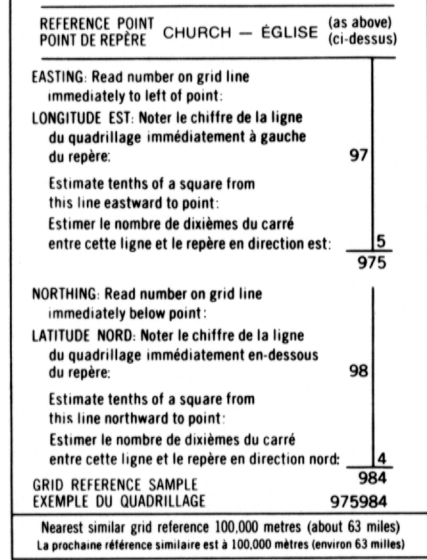 REFERENCE POINT CHURCH — ÉGLISE (as above)
POINT DE REPÈRE (ci-dessus)
EASTING: Read number on grid line
immediately to left of point:
LONGITUDE EST: Noter le chiffre de la ligne
du quadrillage immédiatement à gauche
du repère: 97
Estimate tenths of a square from
this line eastward to point:
Estimer le nombre de dixièmes du carré
entre cette ligne et le repère en direction est: 5
975
NORTHING: Read number on grid line
immediately below point:
LATITUDE NORD: Noter le chiffre de la ligne
du quadrillage immédiatement en-dessous
du repère: 98
Estimate tenths of a square from
this line northward to point:
Estimer le nombre de dixièmes du carré
entre cette ligne et le repère en direction nord: 4
984
GRID REFERENCE SAMPLE
EXEMPLE DU QUADRILLAGE 975984
Nearest similar grid reference 100,000 metres (about 63 miles)
La prochaine référence similaire est à 100,000 mètres (environ 63 milles)